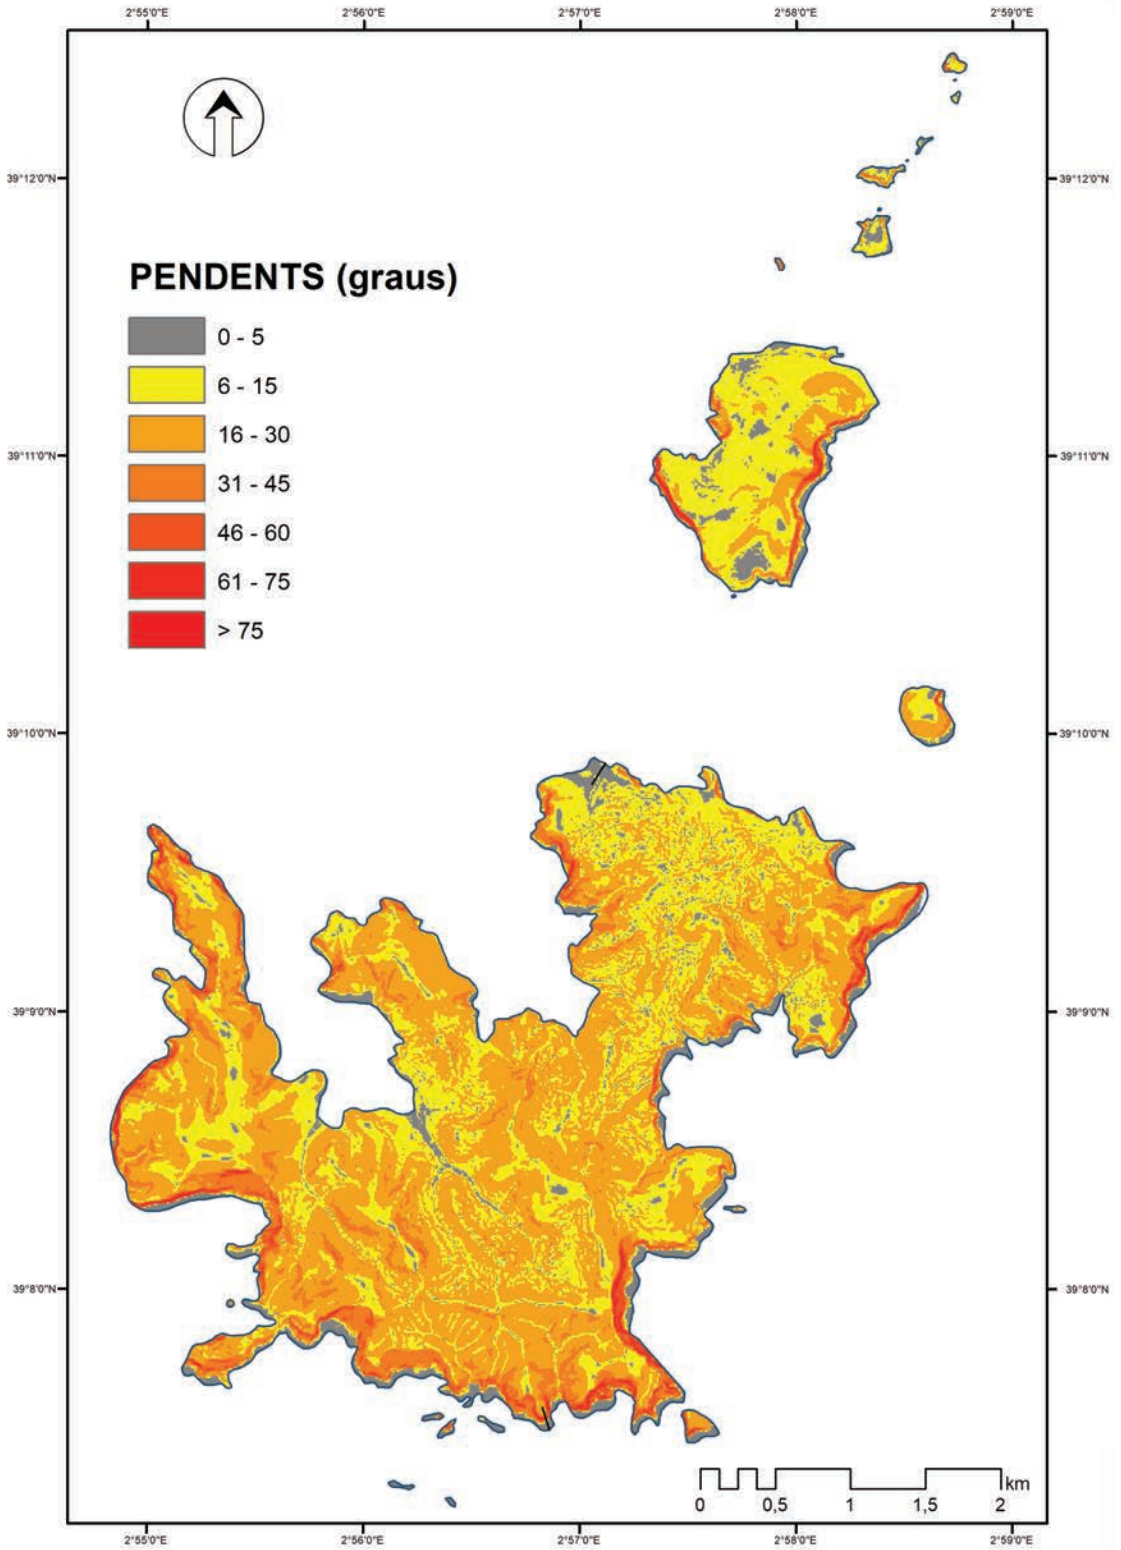 2°55'0"E 2°56'0"E 2°57'0"E 2°58'0"E 2°59'0"E
39°12'0"N 39°12'0"N
PENDENTS (graus)
0 - 5
6 - 15
16 - 30
39°11'0"N 39°11'0"N
31 - 45
46 - 60
61 - 75
> 75
39°10'0"N 39°10'0"N
39°9'0"N 39°9'0"N
39°8'0"N 39°8'0"N
km
0 0,5 1 1,5 2
2°55'0"E 2°56'0"E 2°57'0"E 2°58'0"E 2°59'0"E